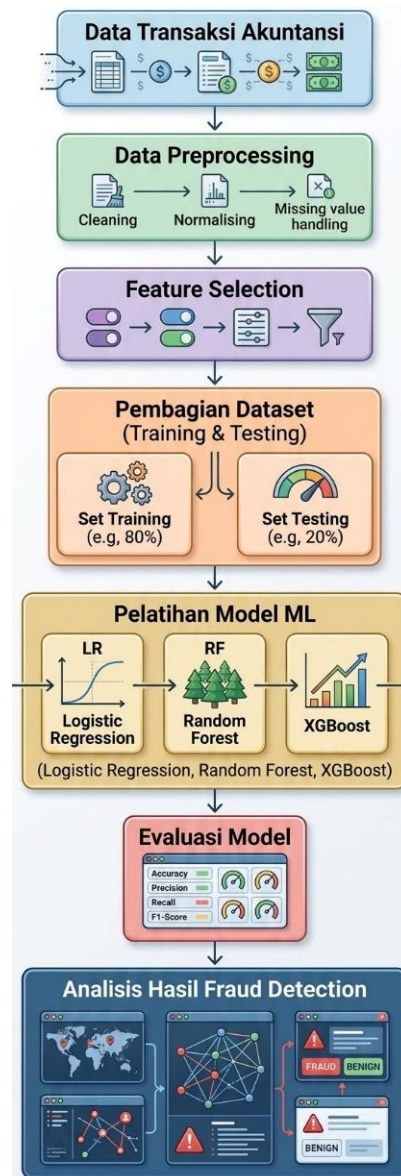 Data Transaksi Akuntansi
Data Preprocessing
Cleaning
Normalising
Missing value
handling
Feature Selection
Pembagian Dataset
(Training & Testing)
Set Training
(e.g, 80%)
Set Testing
(e.g, 20%)
Pelatihan Model ML
LR
Logistic
Regression
RF
Random
Forest
XGBoost
(Logistic Regression, Random Forest, XGBoost)
Evaluasi Model
Accuracy
Precision
Recall
F1-Score
Analisis Hasil Fraud Detection
FRAUD
BENIGN
BENIGN